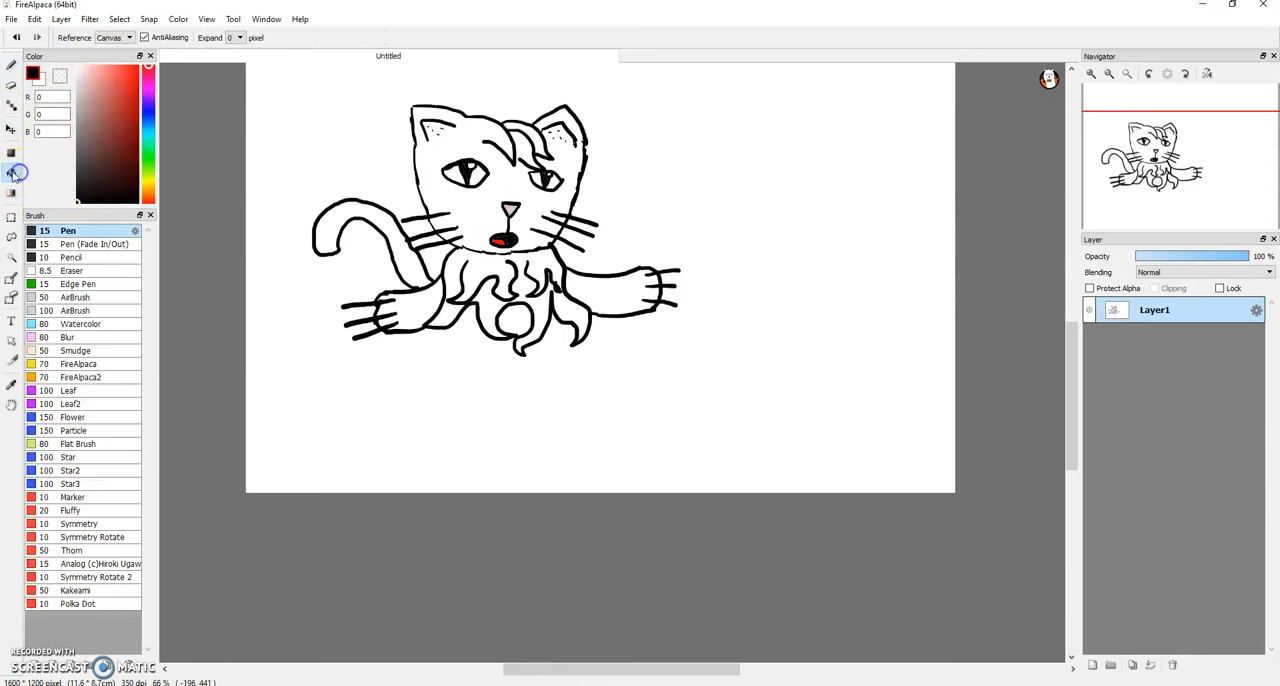 FireAlpaca (64bit)
File Edit Layer Filter Select Snap Color View Tool Window Help
Reference Canvas AntiAliasing Expand 0 pixel
Color
Untitled
Navigator
R 0
G 0
B 0
Brush
15 Pen
15 Pen (Fade In/Out)
10 Pencil
8.5 Eraser
15 Edge Pen
50 AirBrush
100 AirBrush
80 Watercolor
80 Blur
50 Smudge
70 FireAlpaca
70 FireAlpaca2
100 Leaf
100 Leaf2
150 Flower
150 Particle
80 Flat Brush
100 Star
100 Star2
100 Star3
10 Marker
20 Fluffy
10 Symmetry
10 Symmetry Rotate
50 Thorn
15 Analog (c)Hiroki Ugaw
10 Symmetry Rotate 2
50 Kakeami
10 Polka Dot
Layer
Opacity 100 %
Blending Normal
Protect Alpha Clipping Lock
Layer1
T
RECORDED WITH
SCREENCAST MATIC
1600 * 1200 pixel (11.6 * 8.7cm) 350 dpi 66 % ( -196, 441 )